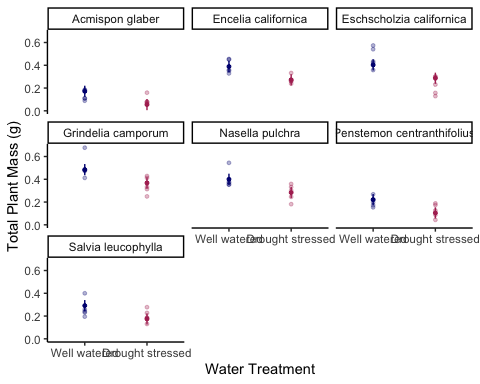 Acmispon glaber
Encelia californica
Eschscholzia californica
0.6
0.4
0.2
0.0
Grindelia camporum
Nasella pulchra
Penstemon centranthifolius
0.6
0.4
0.2
0.0
Salvia leucophylla
Well watered
Drought stressed
Well watered
Drought stressed
0.6
0.4
0.2
0.0
Well watered
Drought stressed
Total Plant Mass (g)
Water Treatment